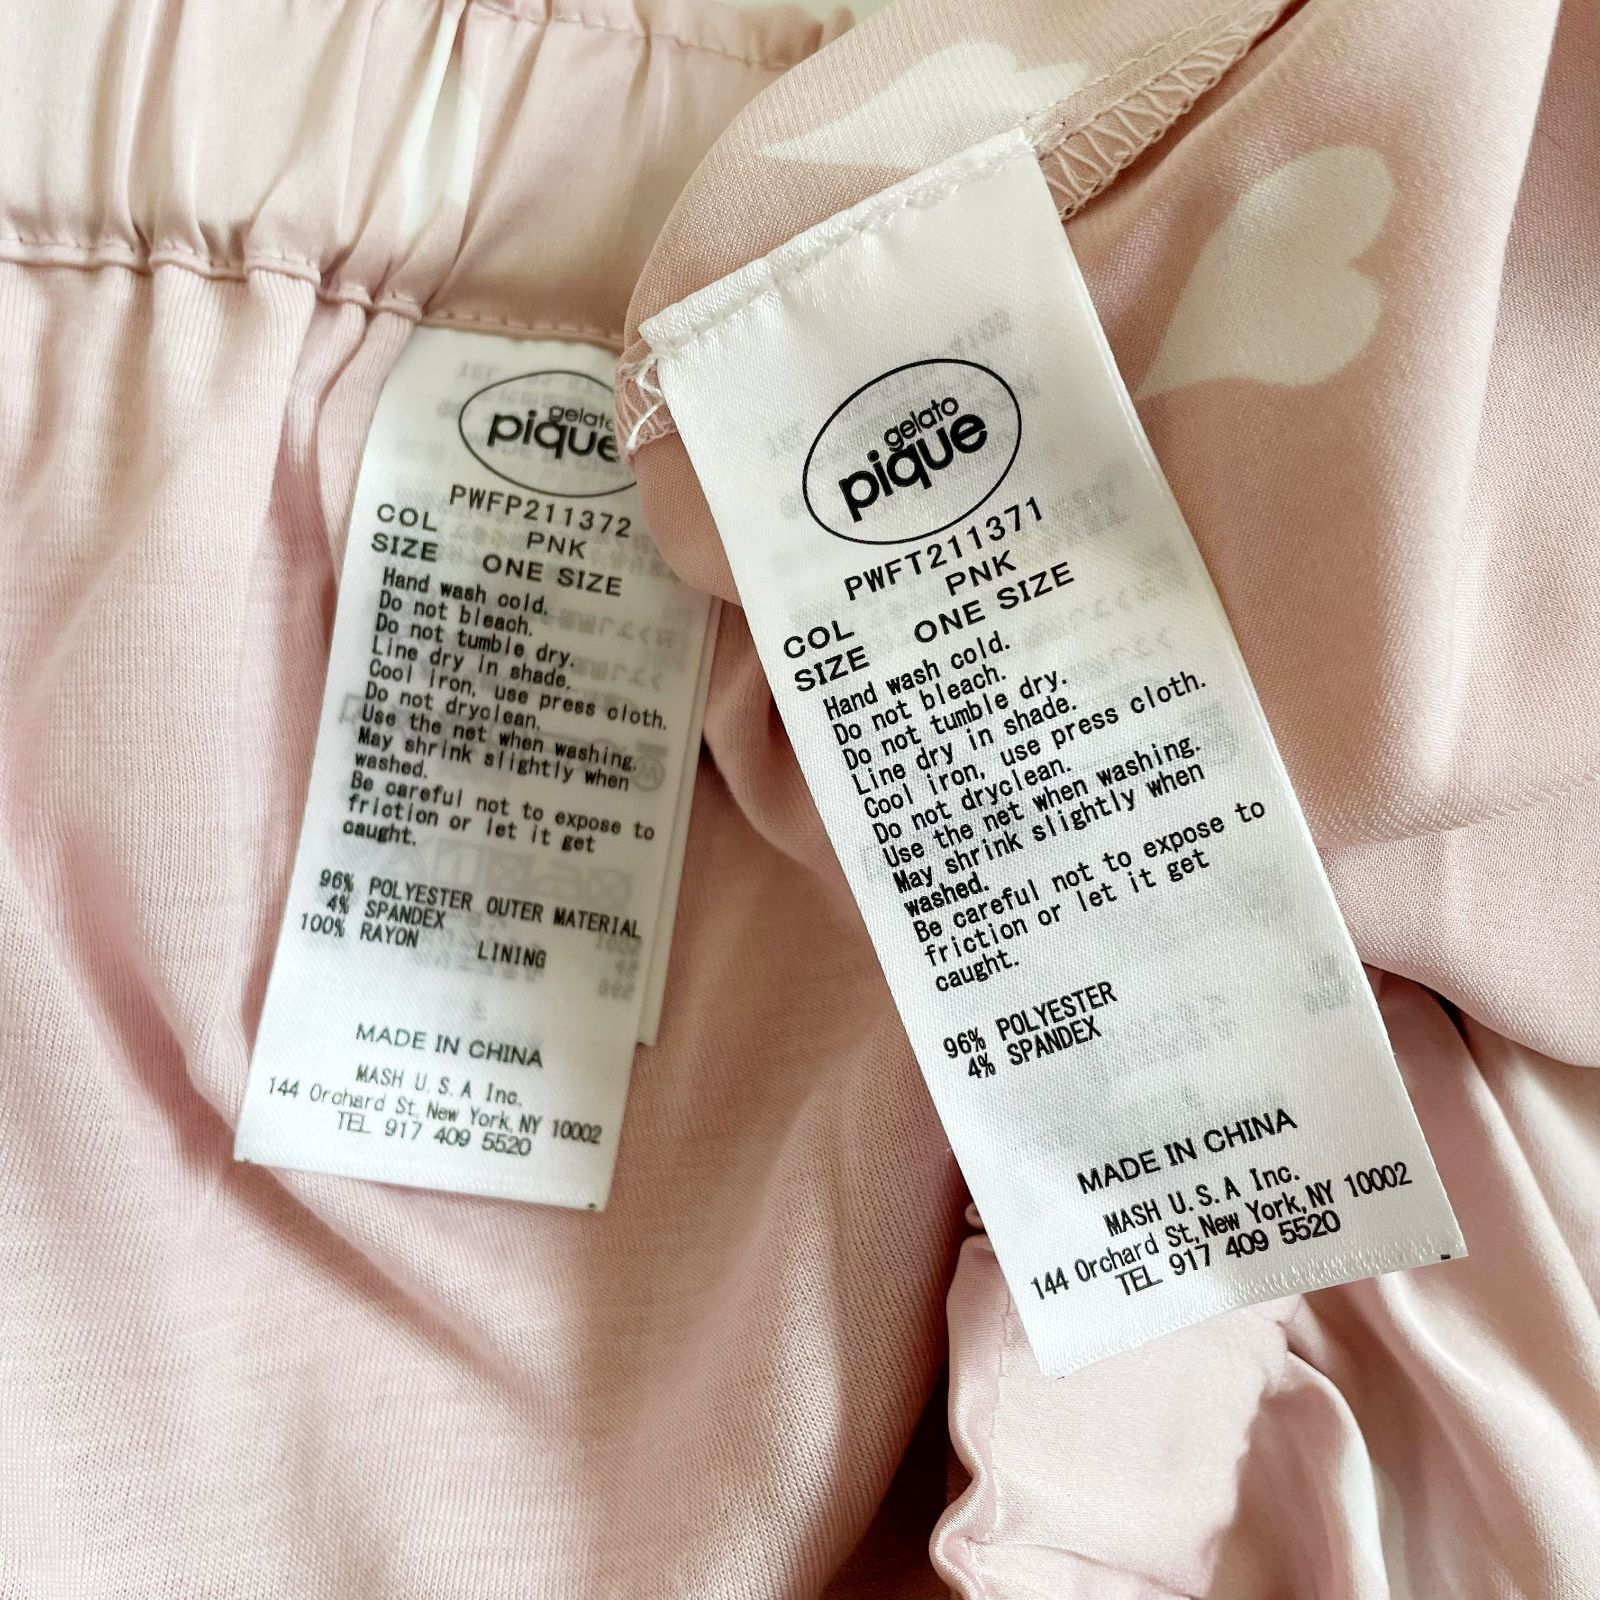 gelato
pique
PWFP211372
COL PNK
SIZE ONE SIZE
Hand wash cold.
Do not bleach.
Do not tumble dry.
Line dry in shade.
Cool iron, use press cloth.
Do not dryclean.
Use the net when washing.
May shrink slightly when
washed.
Be careful not to expose to
friction or let it get
caught.
96% POLYESTER OUTER MATERIAL
4% SPANDEX
100% RAYON LINING
MADE IN CHINA
MASH U.S.A Inc.
144 Orchard St, New York, NY 10002
TEL 917 409 5520
gelato
pique
PWFT211371
COL PNK
SIZE ONE SIZE
Hand wash cold.
Do not bleach.
Do not tumble dry.
Line dry in shade.
Cool iron, use press cloth.
Do not dryclean.
Use the net when washing.
May shrink slightly when
washed.
Be careful not to expose to
friction or let it get
caught.
96% POLYESTER
4% SPANDEX
MADE IN CHINA
MASH U.S.A Inc.
144 Orchard St, New York, NY 10002
TEL 917 409 5520